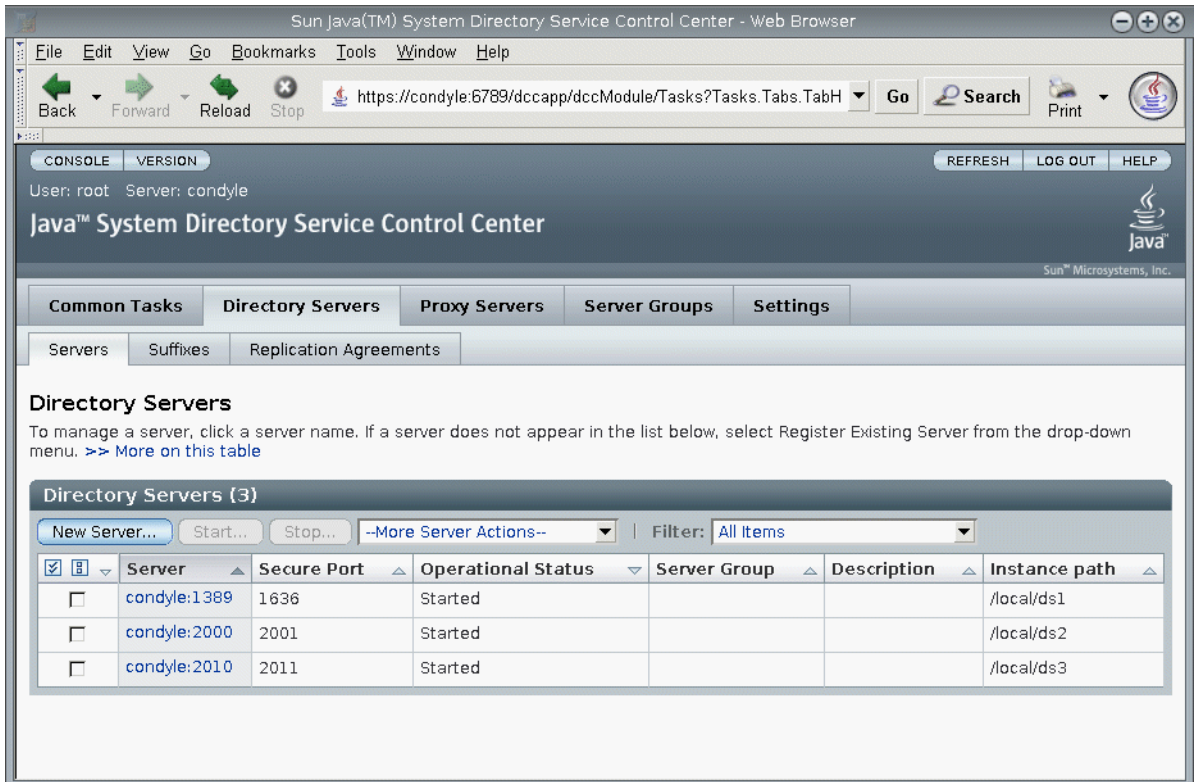 Sun Java(TM) System Directory Service Control Center - Web Browser
File Edit View Go Bookmarks Tools Window Help
Back Forward Reload Stop https://condyle:6789/dccapp/dccModule/Tasks?Tasks.Tabs.TabH Go Search Print
CONSOLE VERSION REFRESH LOG OUT HELP
User: root Server: condyle
Java™ System Directory Service Control Center
Java™
Sun™ Microsystems, Inc.
Common Tasks Directory Servers Proxy Servers Server Groups Settings
Servers Suffixes Replication Agreements
Directory Servers
To manage a server, click a server name. If a server does not appear in the list below, select Register Existing Server from the drop-down
menu. >> More on this table
Directory Servers (3)
New Server... Start... Stop... --More Server Actions-- | Filter: All Items
Server Secure Port Operational Status Server Group Description Instance path
condyle:1389 1636 Started /local/ds1
condyle:2000 2001 Started /local/ds2
condyle:2010 2011 Started /local/ds3